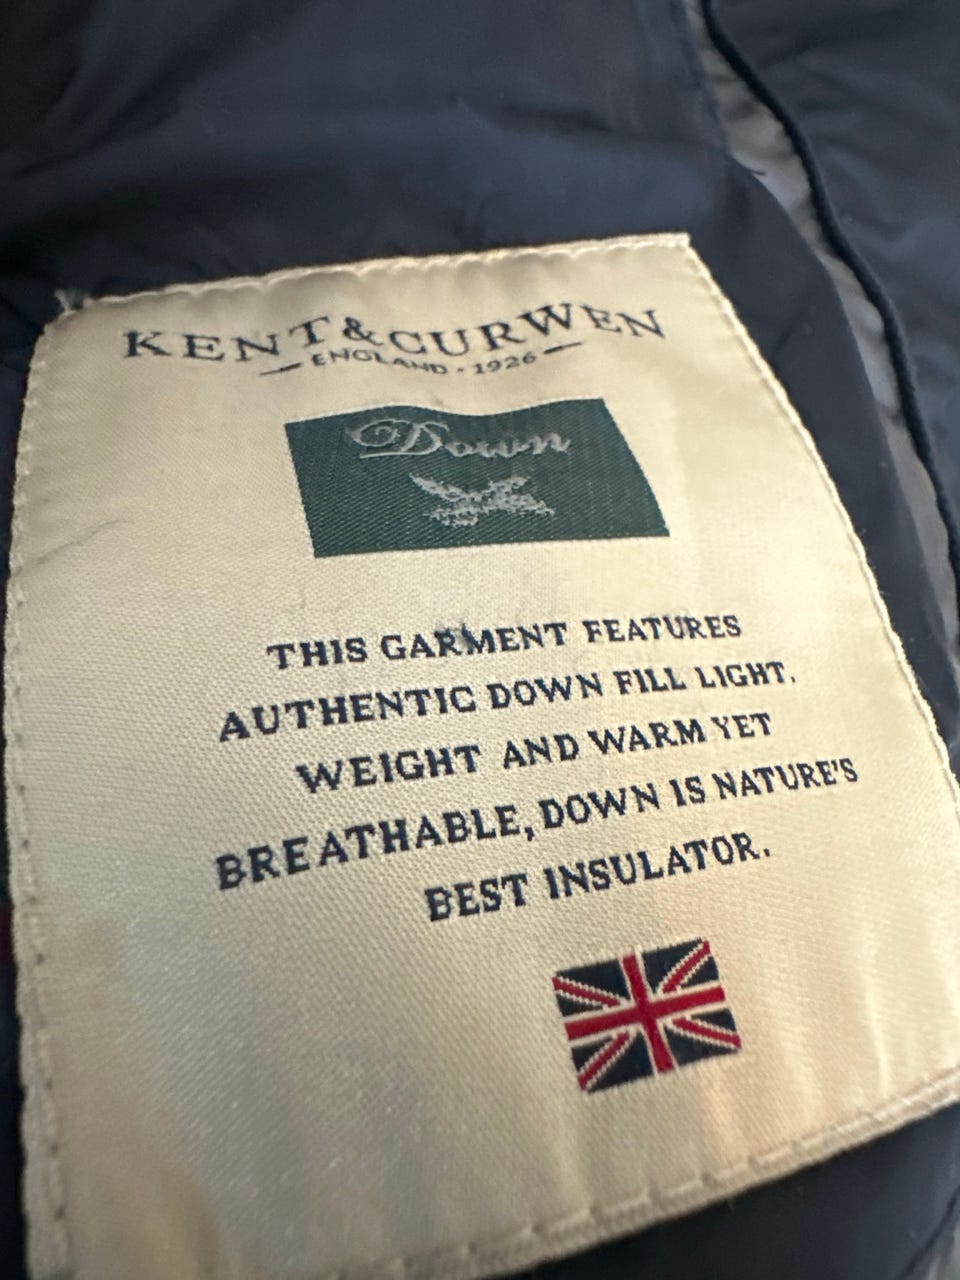 KENT&CURWEN
ENGLAND · 1926
Down
THIS GARMENT FEATURES
AUTHENTIC DOWN FILL LIGHT.
WEIGHT AND WARM YET
BREATHABLE, DOWN IS NATURE'S
BEST INSULATOR.